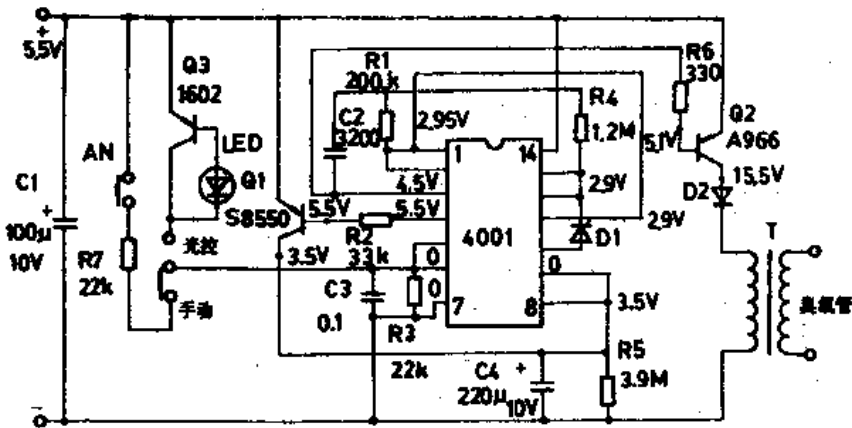 +
5.5V
Q3
1602
LED
Q1
AN
C1
+
100μ
10V
R7
22k
光控
手动
S8550
R1
200k
C2
3200
2.95V
4.5V
5.5V
5.5V
R2
33k
3.5V
C3
0.1
R3
22k
0
0
1
14
4001
7
8
R4
1.2M
2.9V
D1
0
2.9V
3.5V
R5
3.9M
C4
+
220μ
10V
R6
330
5.1V
Q2
A966
15.5V
D2
T
臭氧管
−